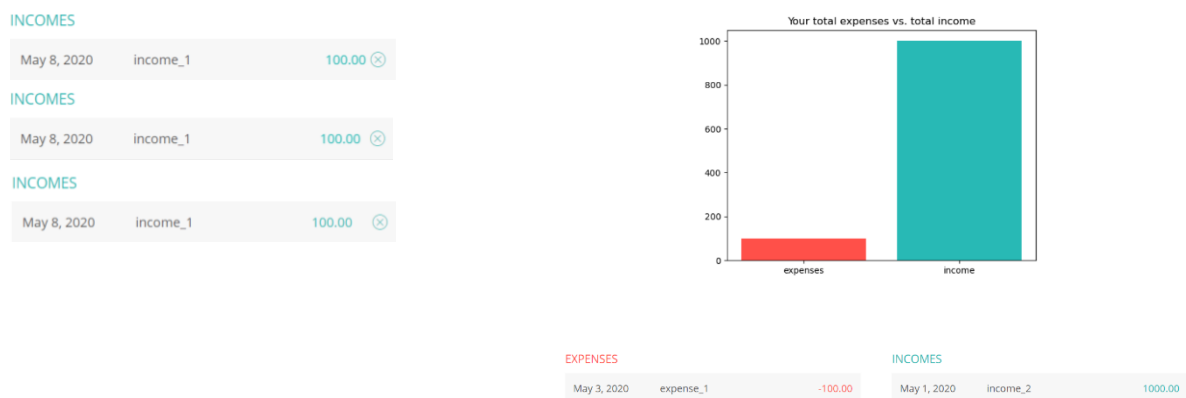 INCOMES
May 8, 2020 income_1 100.00
INCOMES
May 8, 2020 income_1 100.00
INCOMES
May 8, 2020 income_1 100.00
Your total expenses vs. total income
1000
800
600
400
200
0
expenses income
EXPENSES INCOMES
May 3, 2020 expense_1 -100.00 May 1, 2020 income_2 1000.00